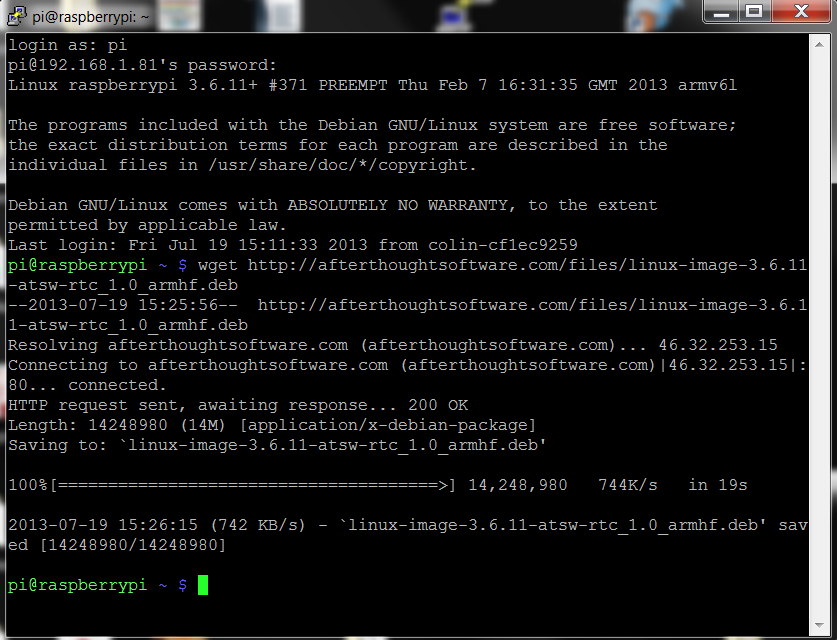 pi@raspberrypi: ~
login as: pi
pi@192.168.1.81's password:
Linux raspberrypi 3.6.11+ #371 PREEMPT Thu Feb 7 16:31:35 GMT 2013 armv6l
The programs included with the Debian GNU/Linux system are free software;
the exact distribution terms for each program are described in the
individual files in /usr/share/doc/*/copyright.
Debian GNU/Linux comes with ABSOLUTELY NO WARRANTY, to the extent
permitted by applicable law.
Last login: Fri Jul 19 15:11:33 2013 from colin-cf1ec9259
pi@raspberrypi ~ $ wget http://afterthoughtsoftware.com/files/linux-image-3.6.11
-atsw-rtc_1.0_armhf.deb
--2013-07-19 15:25:56--  http://afterthoughtsoftware.com/files/linux-image-3.6.1
1-atsw-rtc_1.0_armhf.deb
Resolving afterthoughtsoftware.com (afterthoughtsoftware.com)... 46.32.253.15
Connecting to afterthoughtsoftware.com (afterthoughtsoftware.com)|46.32.253.15|:
80... connected.
HTTP request sent, awaiting response... 200 OK
Length: 14248980 (14M) [application/x-debian-package]
Saving to: `linux-image-3.6.11-atsw-rtc_1.0_armhf.deb'
100%[======================================>] 14,248,980   744K/s   in 19s
2013-07-19 15:26:15 (742 KB/s) - `linux-image-3.6.11-atsw-rtc_1.0_armhf.deb' sav
ed [14248980/14248980]
pi@raspberrypi ~ $